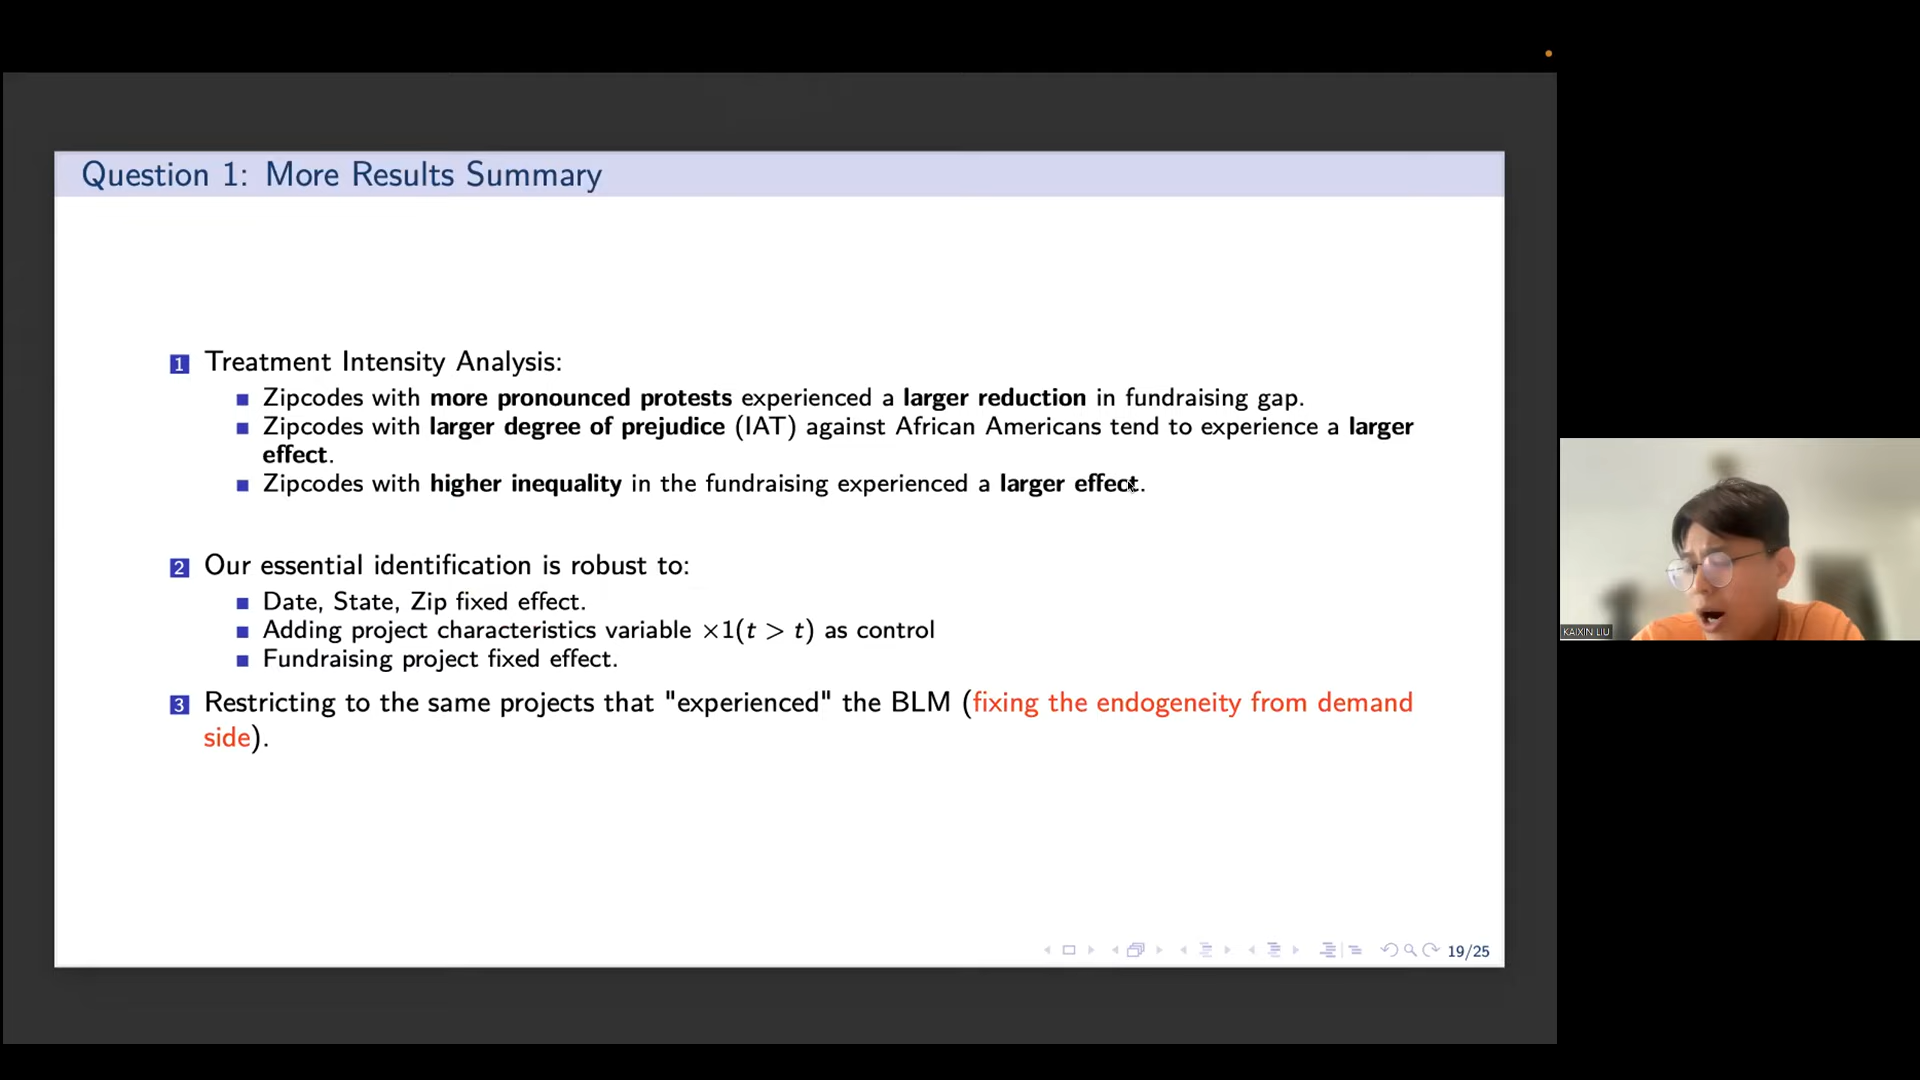 Question 1: More Results Summary
1 Treatment Intensity Analysis:
Zipcodes with more pronounced protests experienced a larger reduction in fundraising gap.
Zipcodes with larger degree of prejudice (IAT) against African Americans tend to experience a larger
effect.
Zipcodes with higher inequality in the fundraising experienced a larger effect.
2 Our essential identification is robust to:
Date, State, Zip fixed effect.
Adding project characteristics variable ×1(t > t) as control
Fundraising project fixed effect.
3 Restricting to the same projects that "experienced" the BLM (fixing the endogeneity from demand
side).
19/25
KAIXIN LIU